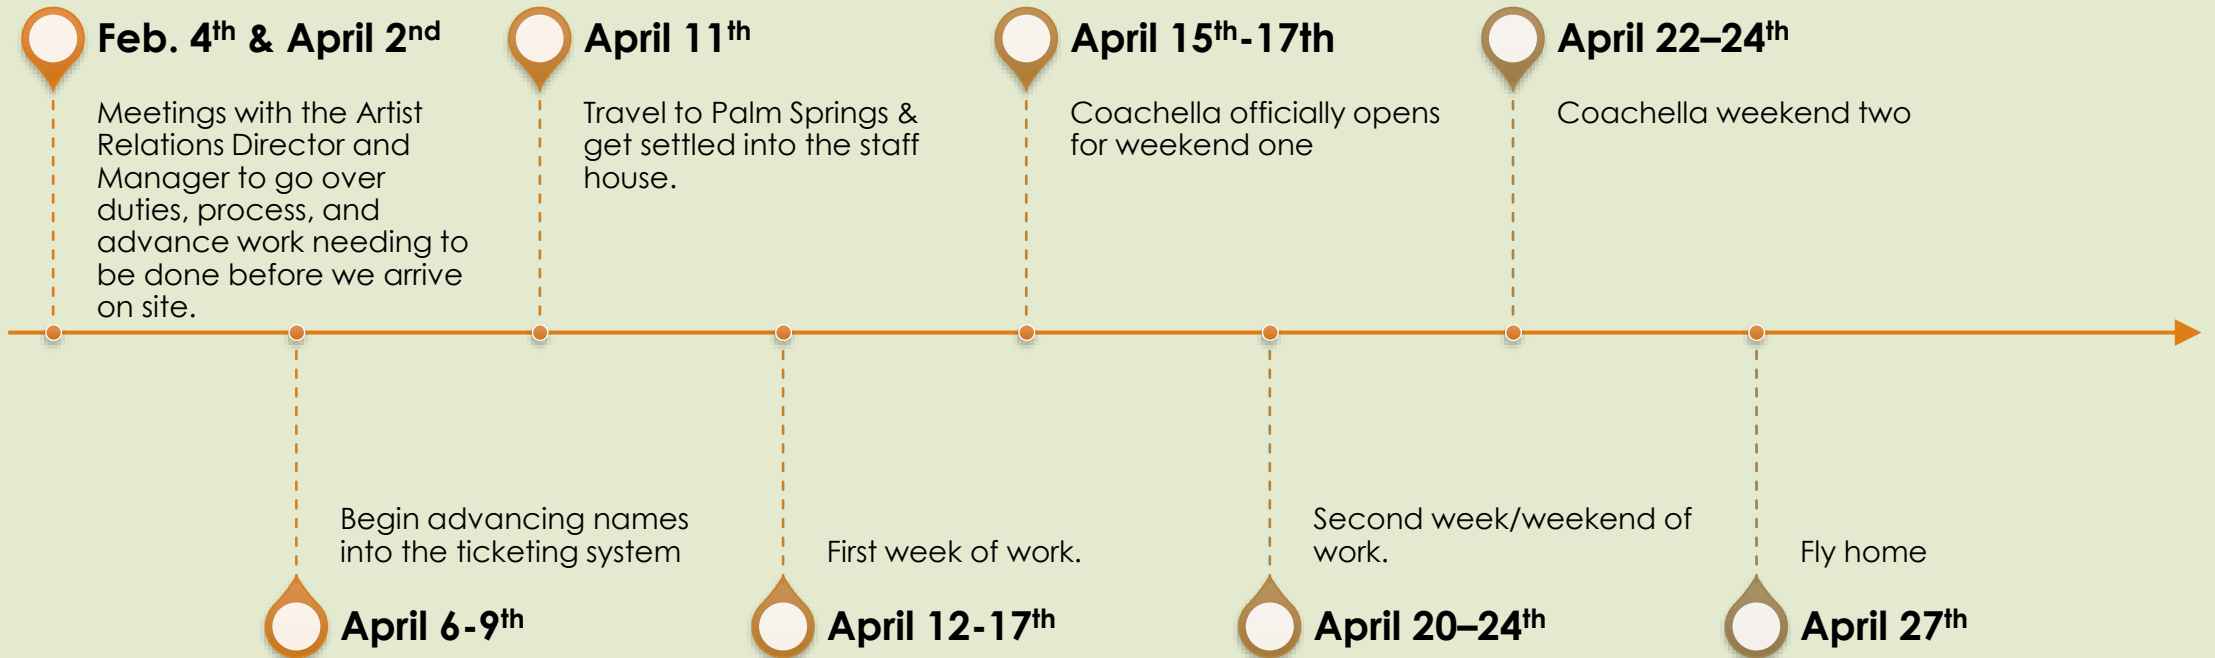 Feb. 4th & April 2nd
Meetings with the Artist
Relations Director and
Manager to go over
duties, process, and
advance work needing to
be done before we arrive
on site.
Begin advancing names
into the ticketing system
April 6-9th
April 11th
Travel to Palm Springs &
get settled into the staff
house.
First week of work.
April 12-17th
April 15th-17th
Coachella officially opens
for weekend one
Second week/weekend of
work.
April 20–24th
April 22–24th
Coachella weekend two
Fly home
April 27th